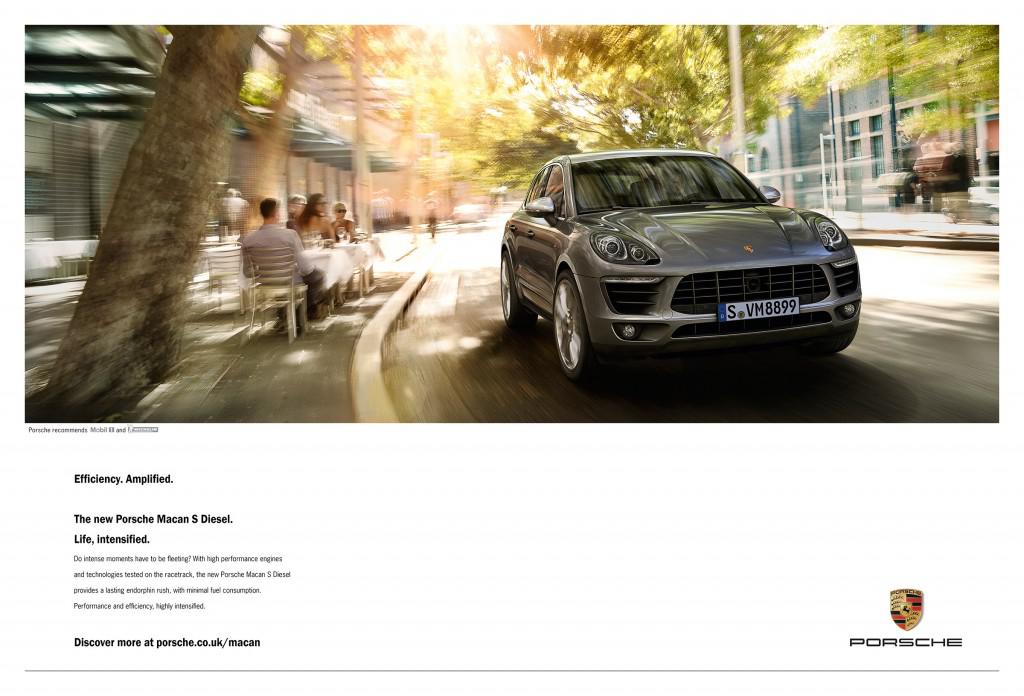 S VM8899
Porsche recommends Mobil 1 and MICHELIN
Efficiency. Amplified.
The new Porsche Macan S Diesel.
Life, intensified.
Do intense moments have to be fleeting? With high performance engines
and technologies tested on the racetrack, the new Porsche Macan S Diesel
provides a lasting endorphin rush, with minimal fuel consumption.
Performance and efficiency, highly intensified.
Discover more at porsche.co.uk/macan
PORSCHE
PORSCHE